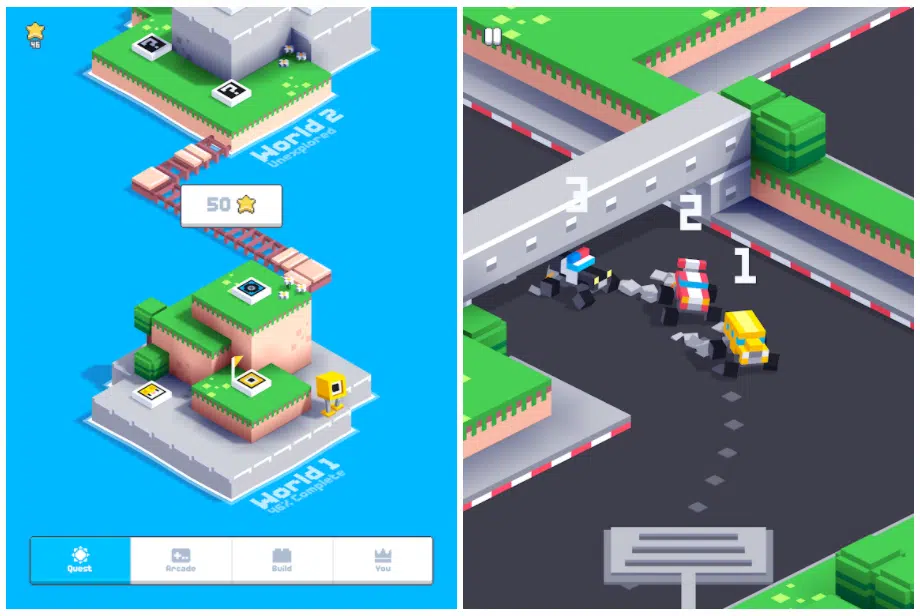 46
World 2
Unexplored
50
World 1
46% Complete
Quest
Arcade
Build
You
3
2
1